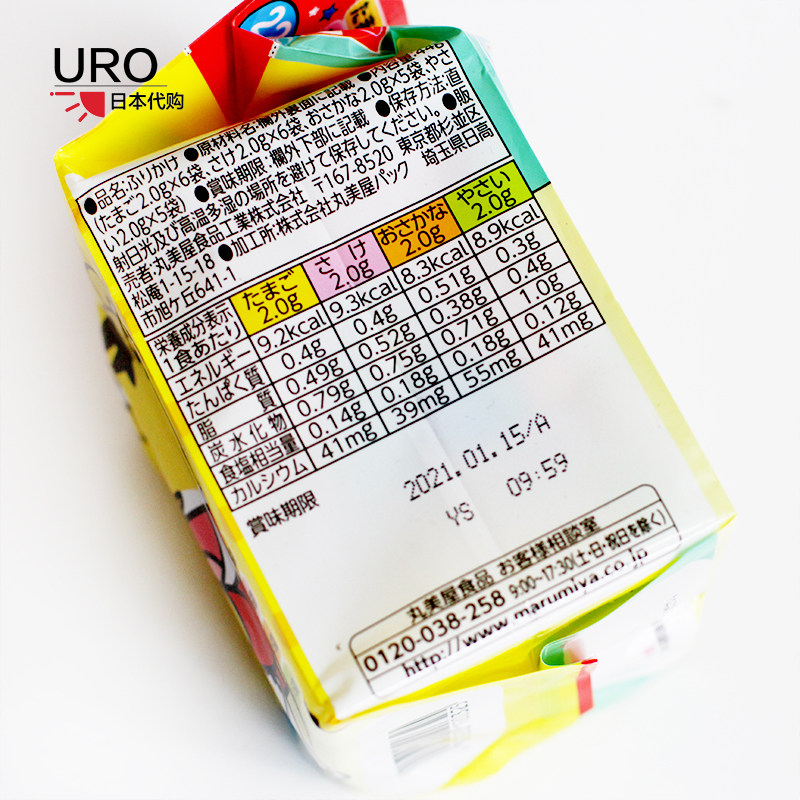 URO
日本代购
●品名:ふりかけ ●原材料名:欄外裏面に記載 ●内容量:44g
(たまご2.0g×6袋、さけ2.0g×6袋、おさかな2.0g×5袋、やさ
い2.0g×5袋) ●賞味期限:欄外下部に記載 ●保存方法:直
射日光及び高温多湿の場所を避けて保存してください。 ●販
売者:丸美屋食品工業株式会社 〒167-8520 東京都杉並区
松庵1-15-18 ●加工所:株式会社丸美屋パック 埼玉県日高
市旭ケ丘641-1
栄養成分表示 1食あたり たまご 2.0g さけ 2.0g おさかな 2.0g やさい 2.0g
エネルギー 9.2kcal 9.3kcal 8.3kcal 8.9kcal
たんぱく質 0.4g 0.4g 0.51g 0.3g
脂質 0.49g 0.52g 0.38g 0.4g
炭水化物 0.79g 0.75g 0.71g 1.0g
食塩相当量 0.14g 0.18g 0.18g 0.12g
カルシウム 41mg 39mg 55mg 41mg
賞味期限 2021.01.15/A
YS 09:59
丸美屋食品 お客様相談室
0120-038-258 9:00~17:30(土・日・祝日を除く)
http://www.marumiya.co.jp